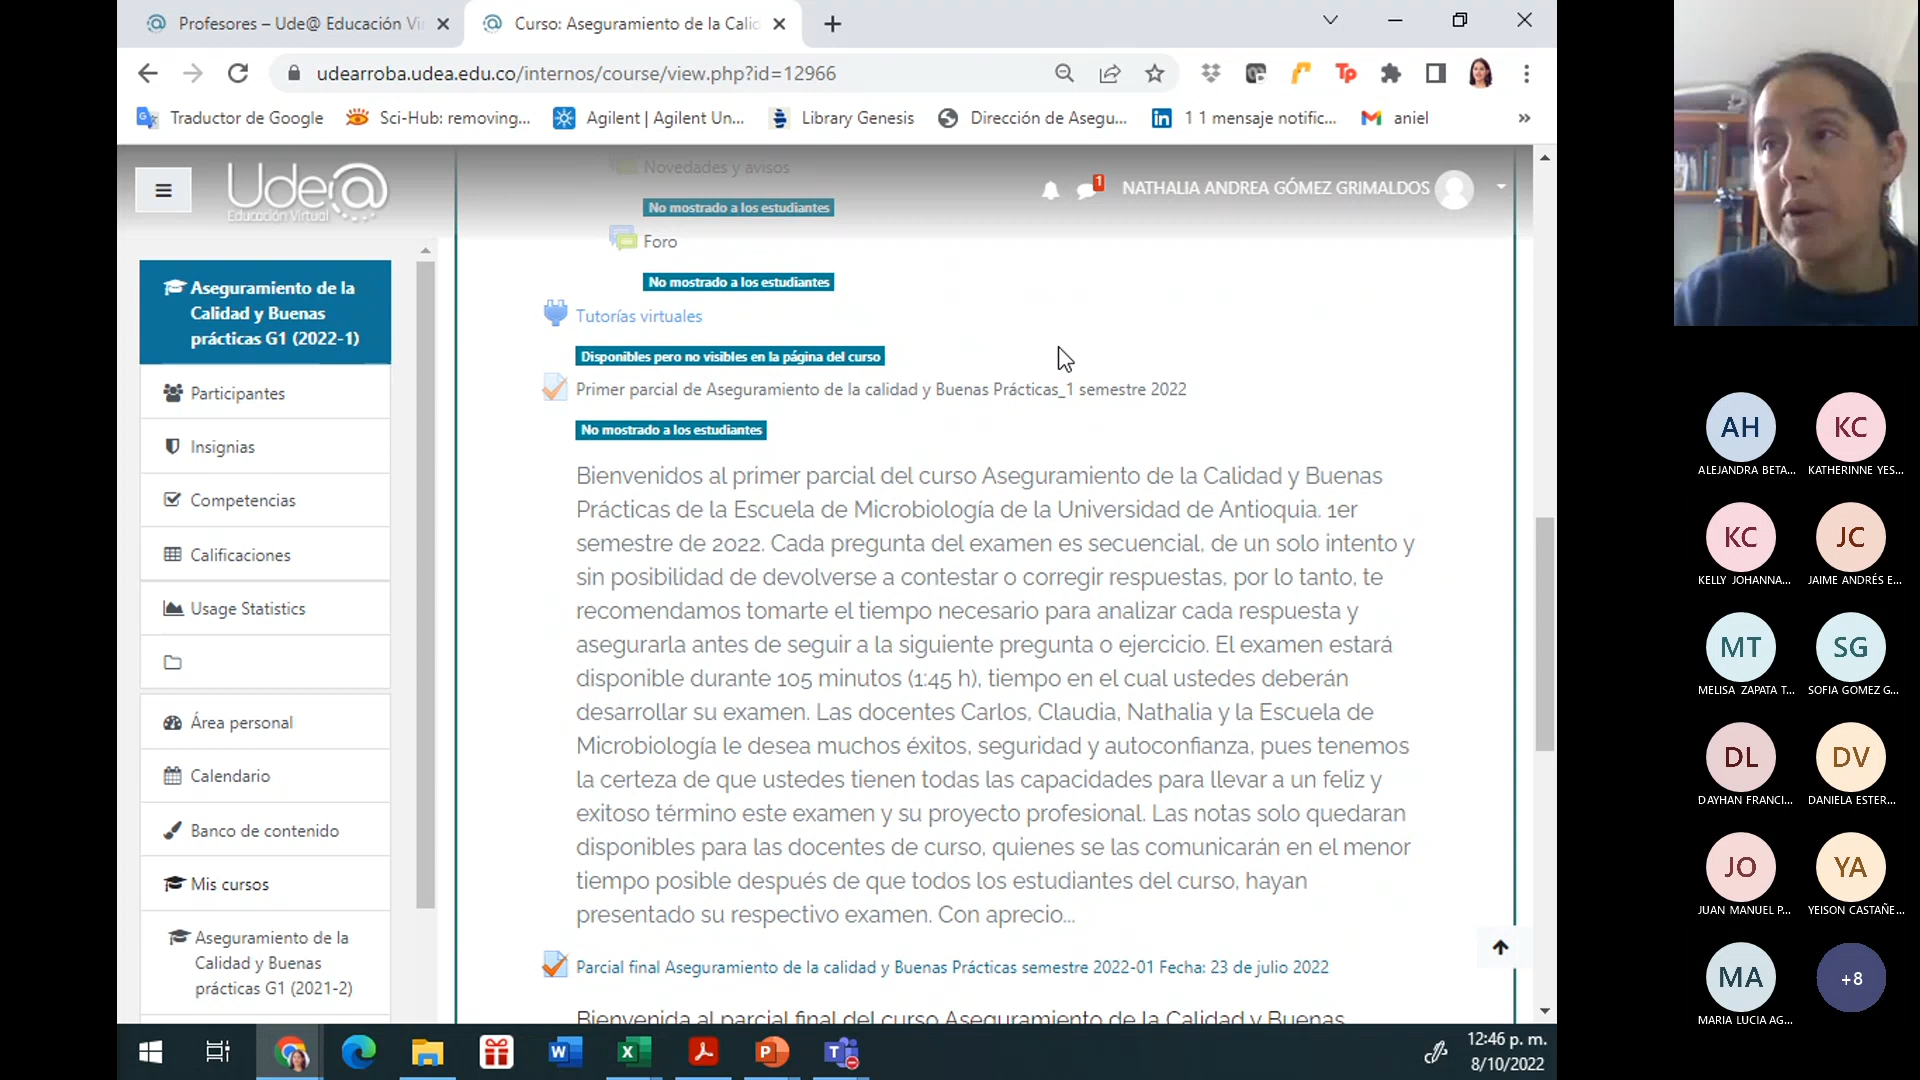 Profesores – Ude@ Educación Vi
Curso: Aseguramiento de la Calid
udearroba.udea.edu.co/internos/course/view.php?id=12966
Traductor de Google
Sci-Hub: removing...
Agilent | Agilent Un...
Library Genesis
Dirección de Asegu...
1 1 mensaje notific...
aniel
»
Ude@
Educación Virtual
Novedades y avisos
1
NATHALIA ANDREA GÓMEZ GRIMALDOS
No mostrado a los estudiantes
Foro
No mostrado a los estudiantes
Tutorías virtuales
Disponibles pero no visibles en la página del curso
Primer parcial de Aseguramiento de la calidad y Buenas Prácticas_1 semestre 2022
No mostrado a los estudiantes
Bienvenidos al primer parcial del curso Aseguramiento de la Calidad y Buenas
Prácticas de la Escuela de Microbiología de la Universidad de Antioquia. 1er
semestre de 2022. Cada pregunta del examen es secuencial, de un solo intento y
sin posibilidad de devolverse a contestar o corregir respuestas, por lo tanto, te
recomendamos tomarte el tiempo necesario para analizar cada respuesta y
asegurarla antes de seguir a la siguiente pregunta o ejercicio. El examen estará
disponible durante 105 minutos (1:45 h), tiempo en el cual ustedes deberán
desarrollar su examen. Las docentes Carlos, Claudia, Nathalia y la Escuela de
Microbiología le desea muchos éxitos, seguridad y autoconfianza, pues tenemos
la certeza de que ustedes tienen todas las capacidades para llevar a un feliz y
exitoso término este examen y su proyecto profesional. Las notas solo quedaran
disponibles para las docentes de curso, quienes se las comunicarán en el menor
tiempo posible después de que todos los estudiantes del curso, hayan
presentado su respectivo examen. Con aprecio...
Parcial final Aseguramiento de la calidad y Buenas Prácticas semestre 2022-01 Fecha: 23 de julio 2022
Bienvenida al parcial final del curso Aseguramiento de la Calidad y Buenas
Aseguramiento de la
Calidad y Buenas
prácticas G1 (2022-1)
Participantes
Insignias
Competencias
Calificaciones
Usage Statistics
Área personal
Calendario
Banco de contenido
Mis cursos
Aseguramiento de la
Calidad y Buenas
prácticas G1 (2021-2)
12:46 p. m.
8/10/2022
AH
ALEJANDRA BETA...
KC
KATHERINNE YES...
KC
KELLY JOHANNA...
JC
JAIME ANDRÉS E...
MT
MELISA ZAPATA T...
SG
SOFIA GOMEZ G...
DL
DAYHAN FRANCI...
DV
DANIELA ESTER...
JO
JUAN MANUEL P...
YA
YEISON CASTAÑE...
MA
MARIA LUCIA AG...
+8